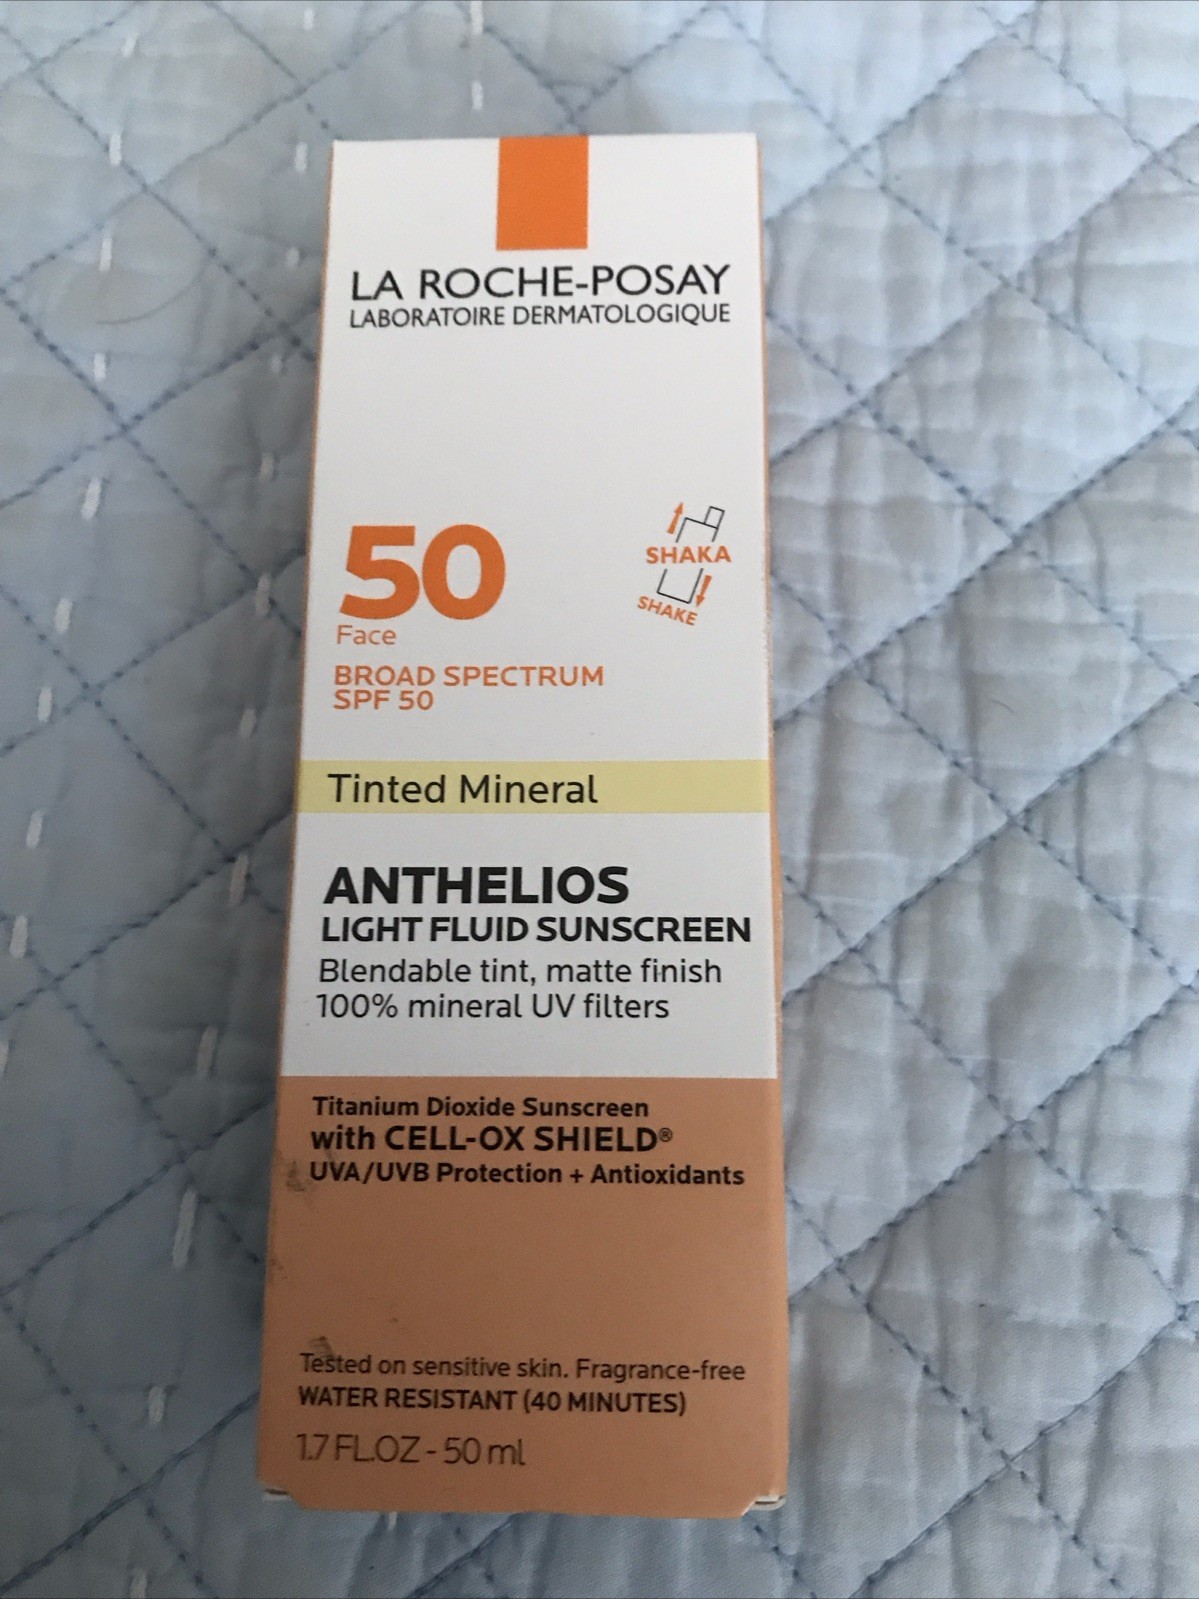 LA ROCHE-POSAY
LABORATOIRE DERMATOLOGIQUE
SHAKA
SHAKE
50
Face
BROAD SPECTRUM
SPF 50
Tinted Mineral
ANTHELIOS
LIGHT FLUID SUNSCREEN
Blendable tint, matte finish
100% mineral UV filters
Titanium Dioxide Sunscreen
with CELL-OX SHIELD®
UVA/UVB Protection + Antioxidants
Tested on sensitive skin. Fragrance-free
WATER RESISTANT (40 MINUTES)
1.7 FL.OZ - 50 ml